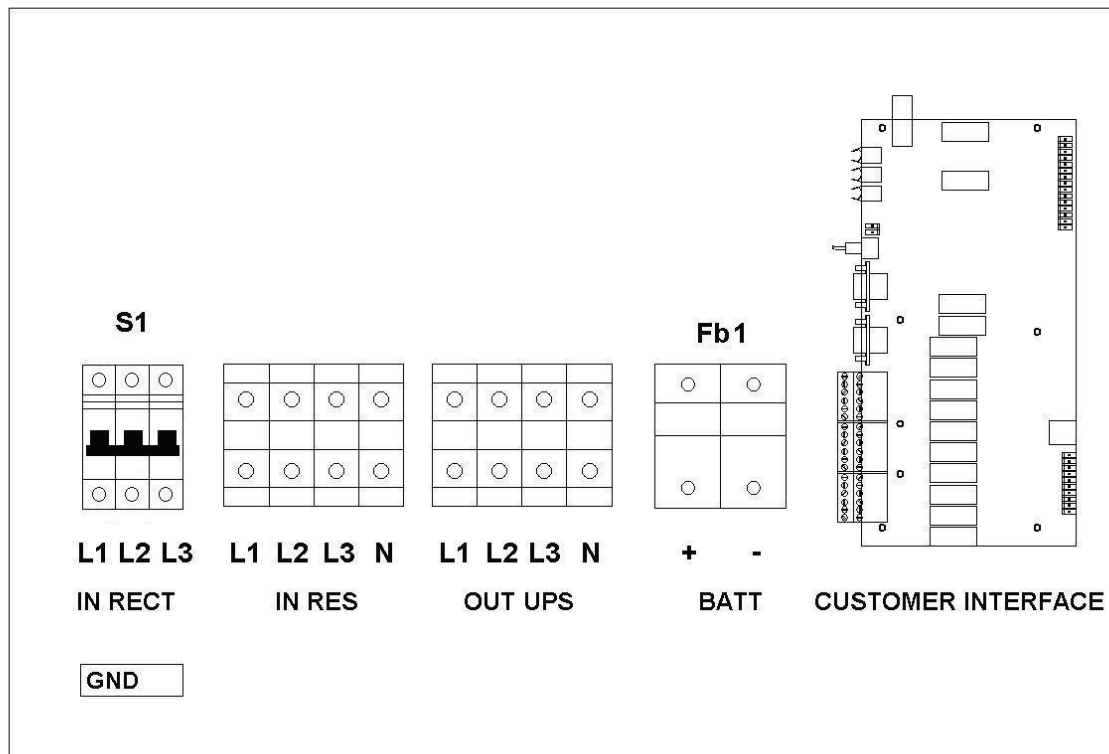 S1
Fb1
L1 L2 L3
L1 L2 L3 N
L1 L2 L3 N
+ -
IN RECT
IN RES
OUT UPS
BATT
CUSTOMER INTERFACE
GND